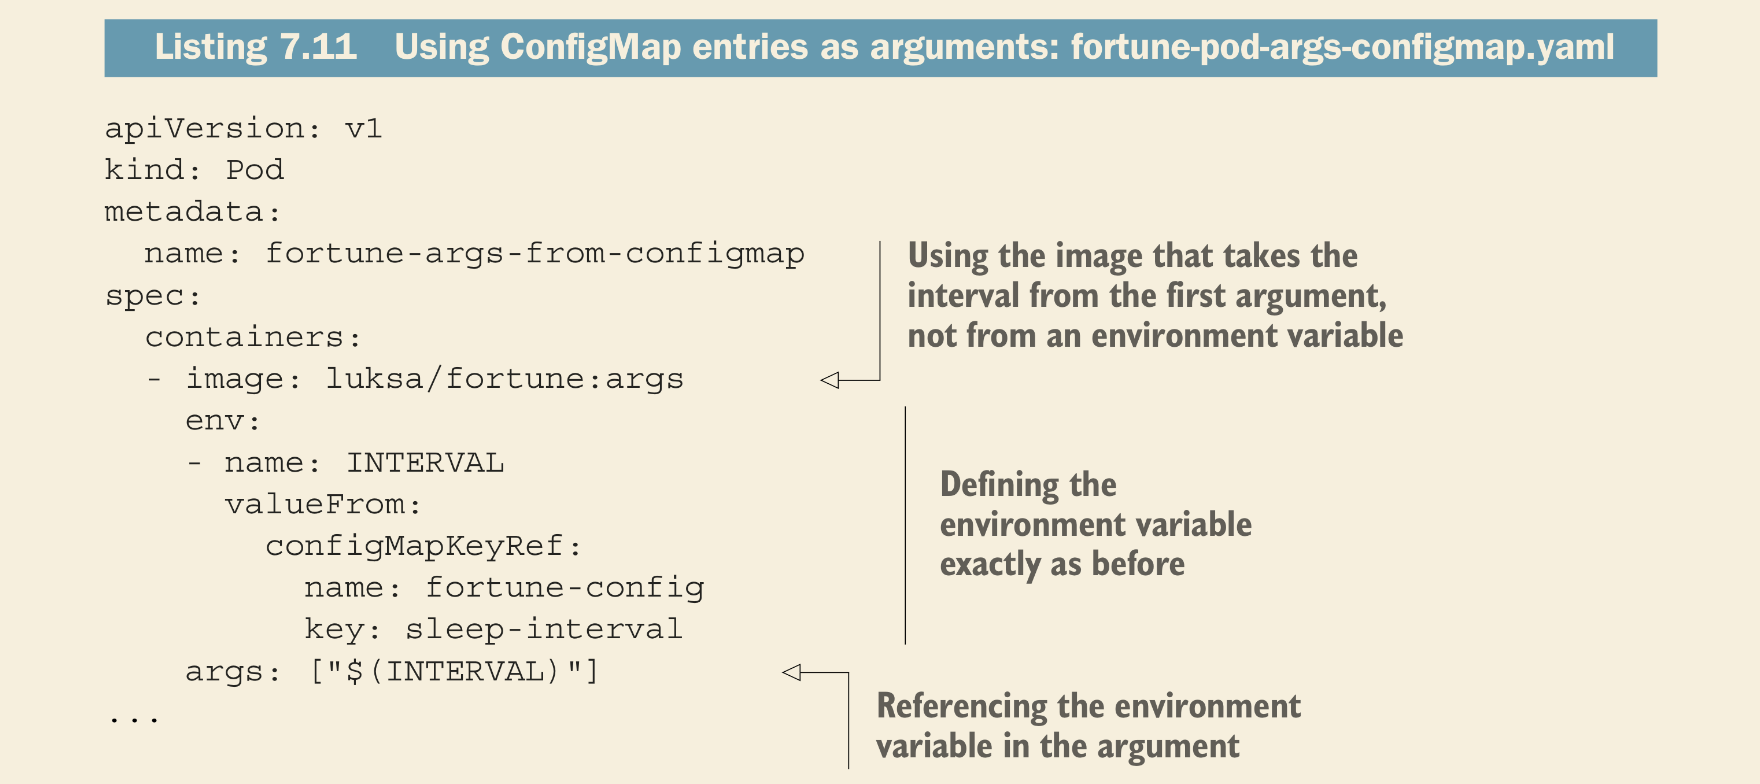 Listing 7.11 Using ConfigMap entries as arguments: fortune-pod-args-configmap.yaml
apiVersion: v1
kind: Pod
metadata:
  name: fortune-args-from-configmap
spec:
  containers:
  - image: luksa/fortune:args
    env:
    - name: INTERVAL
      valueFrom:
        configMapKeyRef:
          name: fortune-config
          key: sleep-interval
    args: ["$(INTERVAL)"]
...
Using the image that takes the
interval from the first argument,
not from an environment variable
Defining the
environment variable
exactly as before
Referencing the environment
variable in the argument